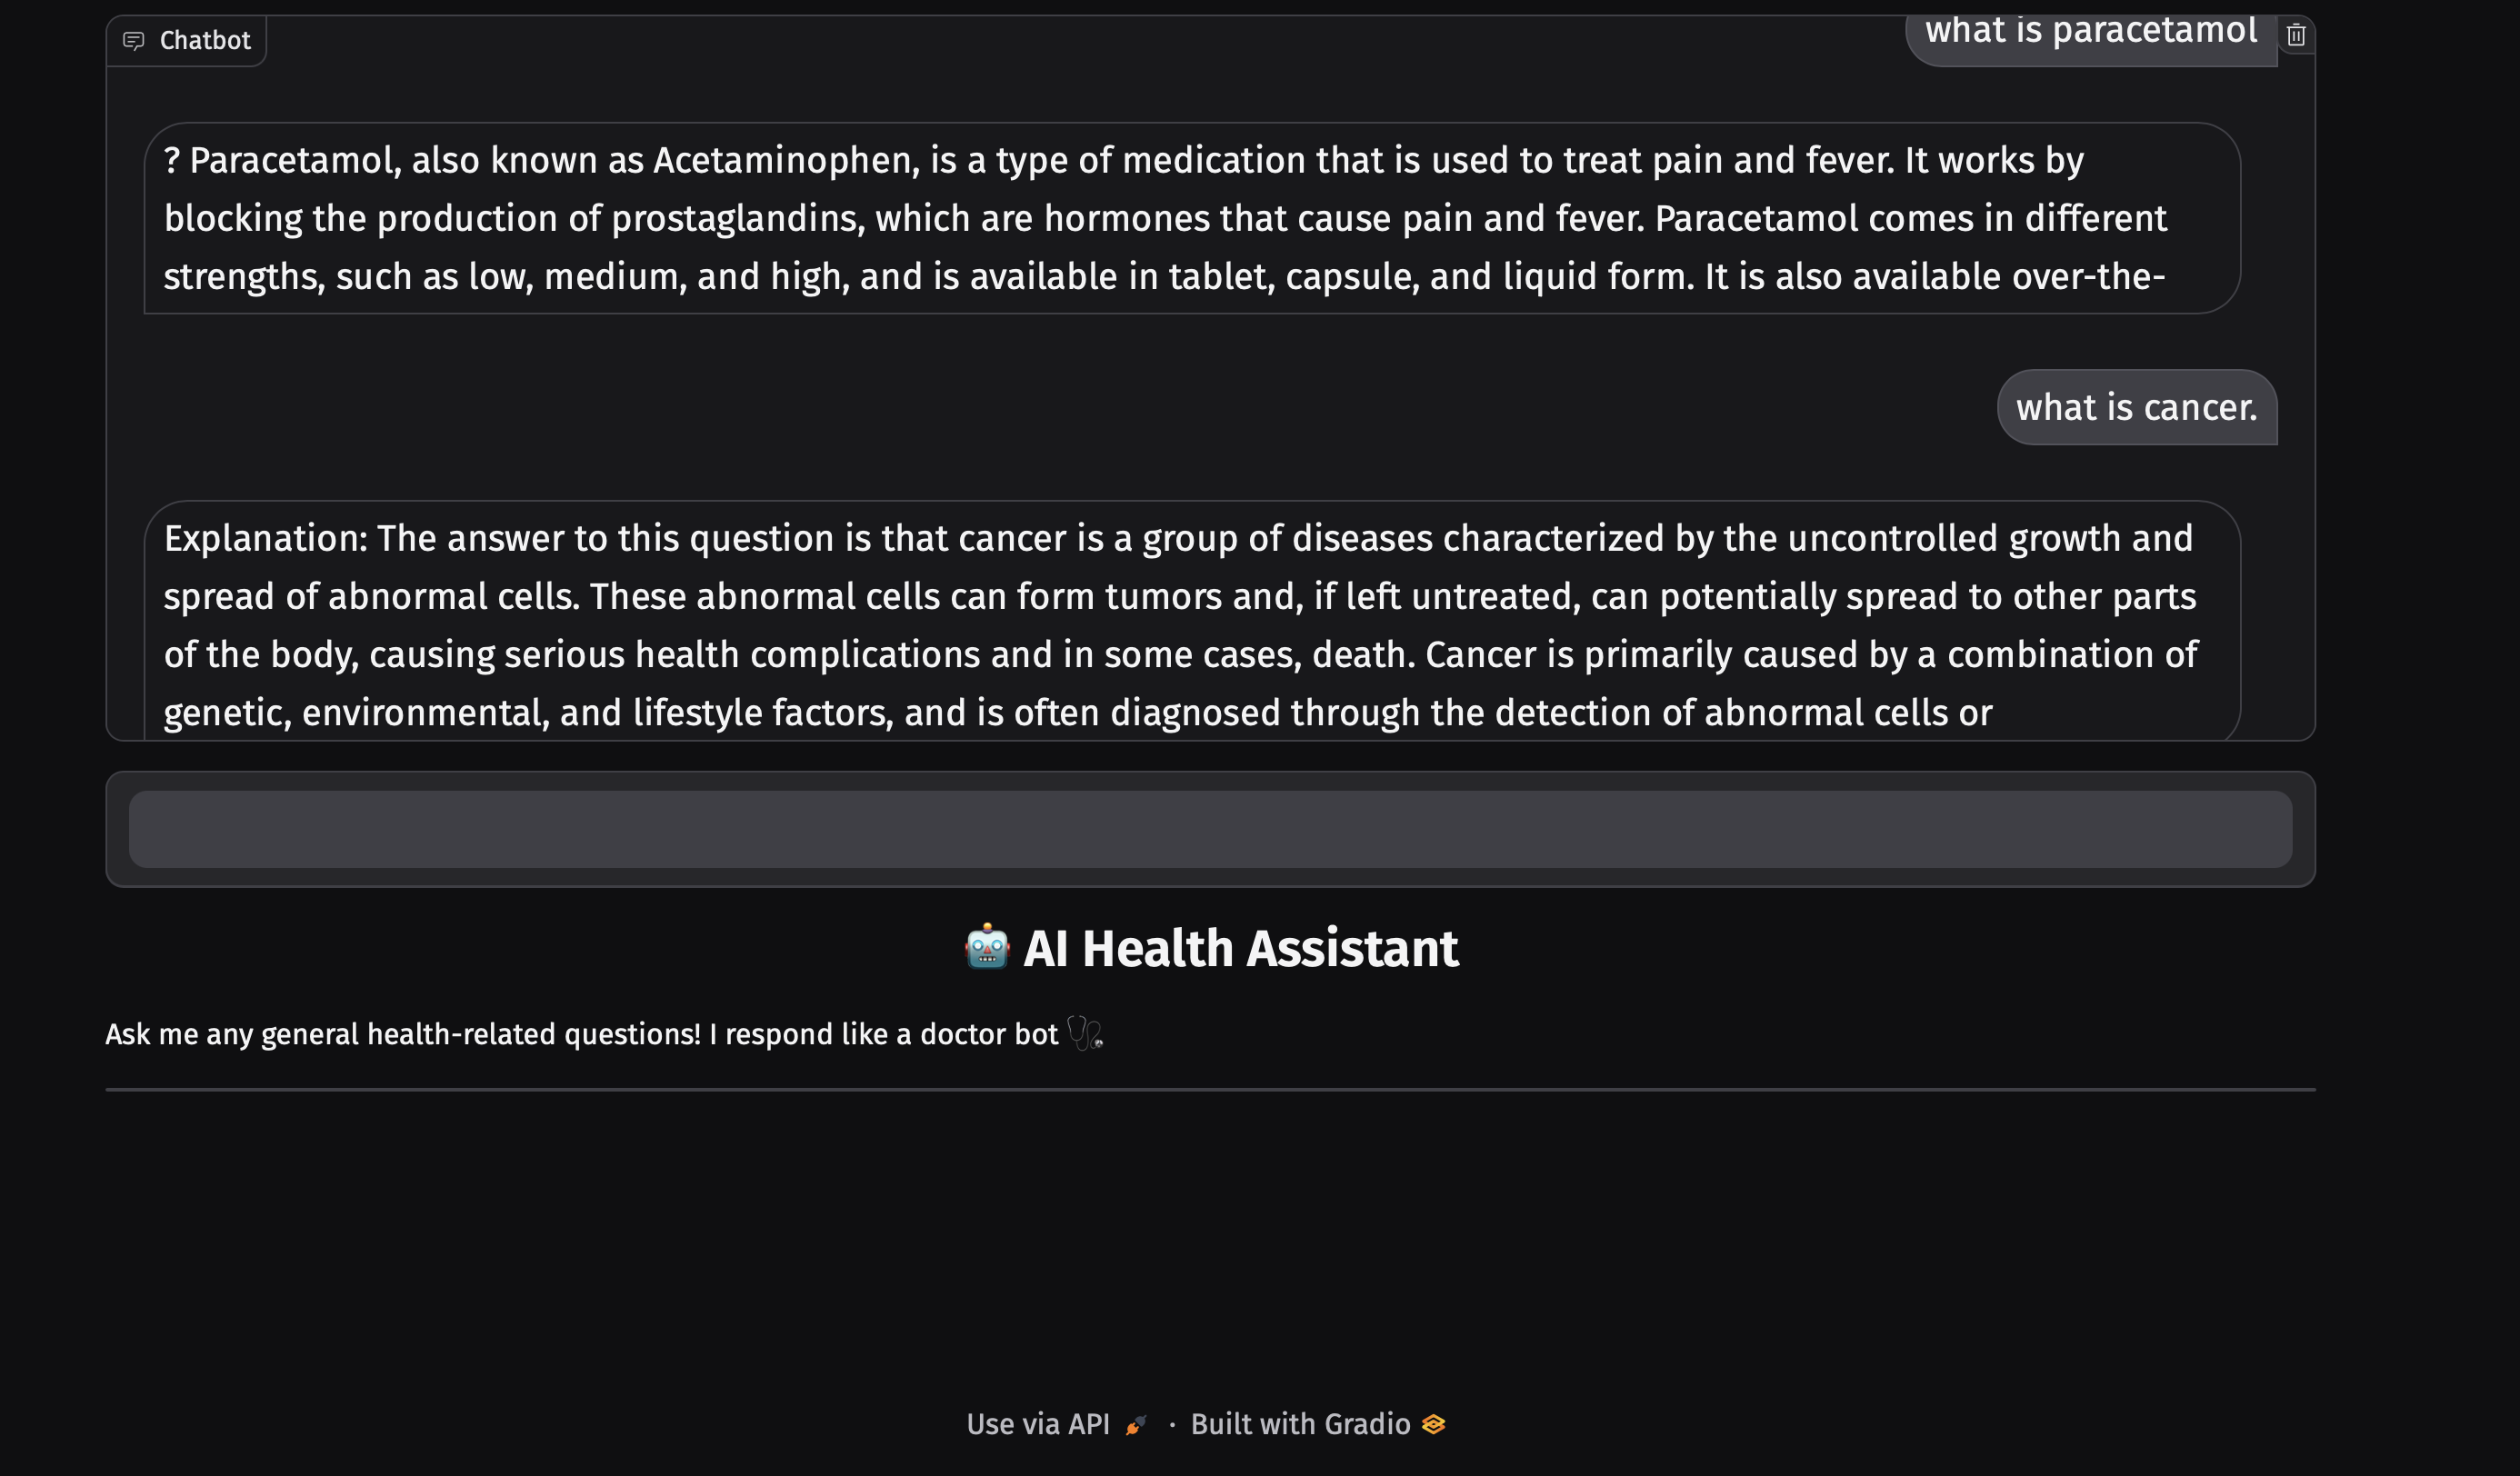 Chatbot
what is paracetamol
? Paracetamol, also known as Acetaminophen, is a type of medication that is used to treat pain and fever. It works by
blocking the production of prostaglandins, which are hormones that cause pain and fever. Paracetamol comes in different
strengths, such as low, medium, and high, and is available in tablet, capsule, and liquid form. It is also available over-the-
what is cancer.
Explanation: The answer to this question is that cancer is a group of diseases characterized by the uncontrolled growth and
spread of abnormal cells. These abnormal cells can form tumors and, if left untreated, can potentially spread to other parts
of the body, causing serious health complications and in some cases, death. Cancer is primarily caused by a combination of
genetic, environmental, and lifestyle factors, and is often diagnosed through the detection of abnormal cells or
🤖 AI Health Assistant
Ask me any general health-related questions! I respond like a doctor bot 🩺
Use via API 🚀 · Built with Gradio